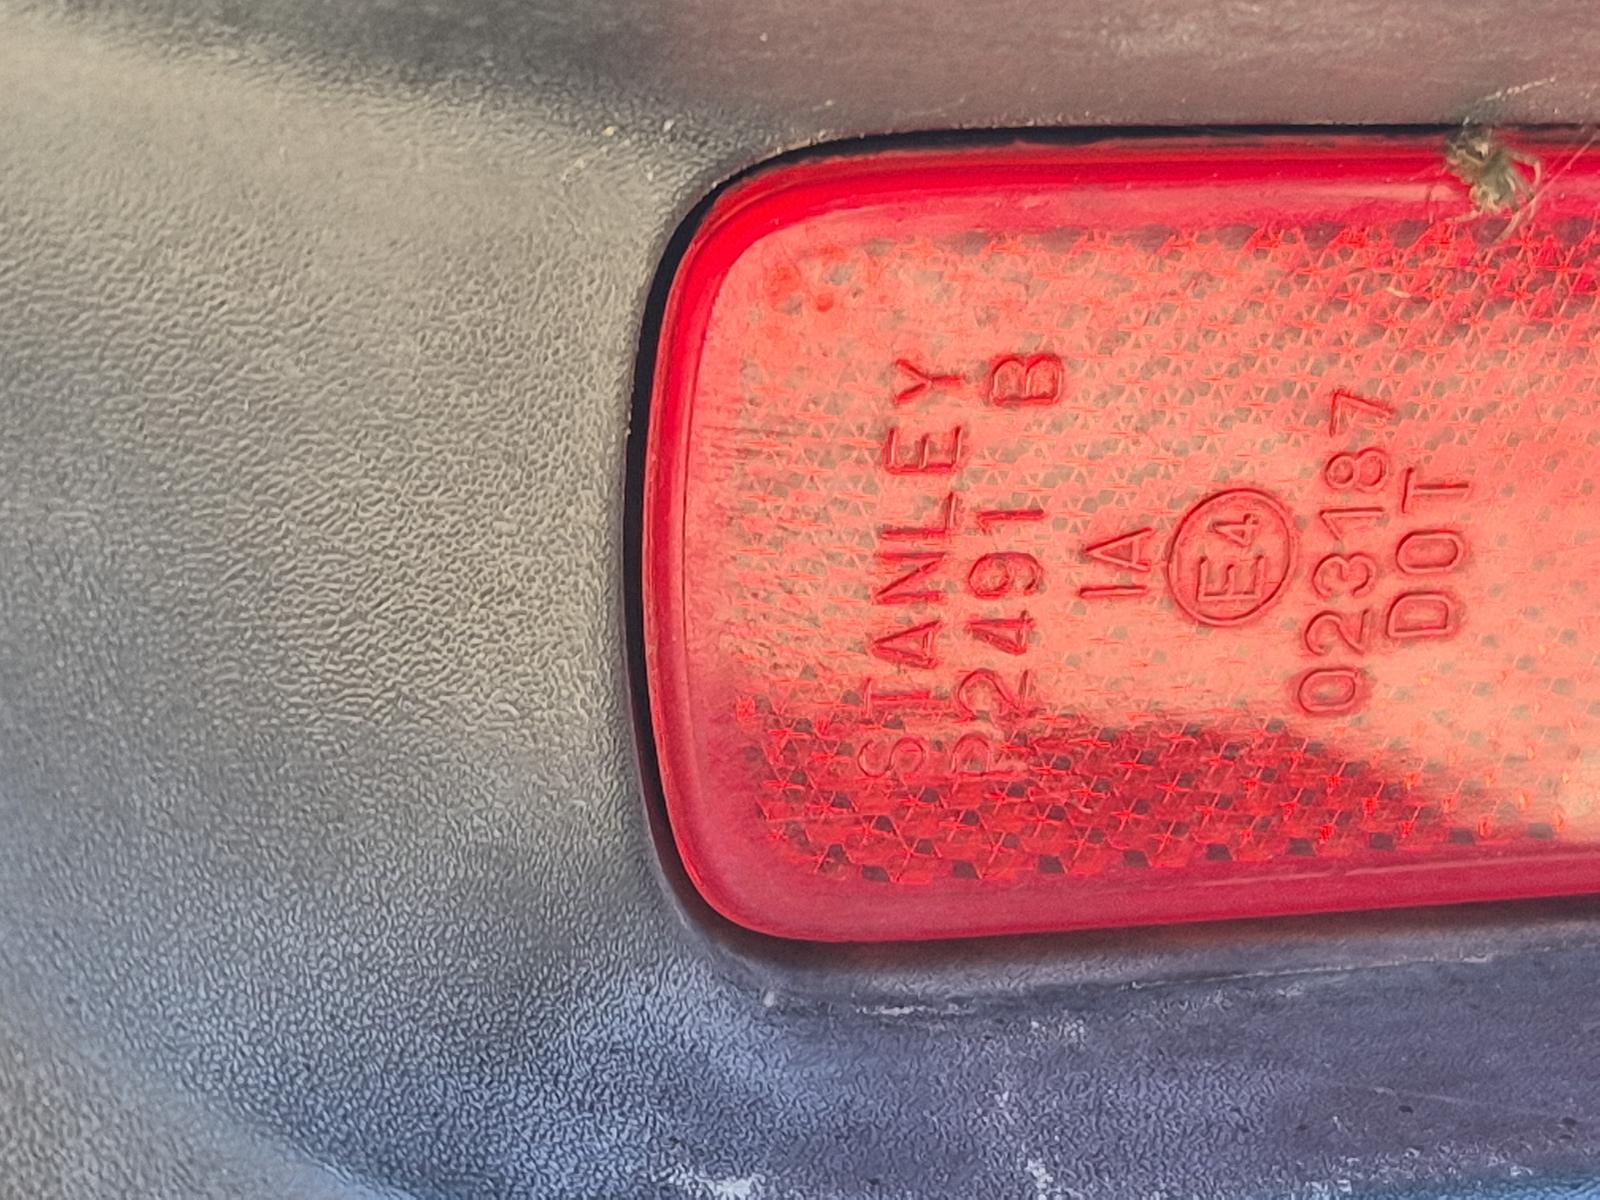 STANLEY
P2491 B
IA
E4
023187
DOT